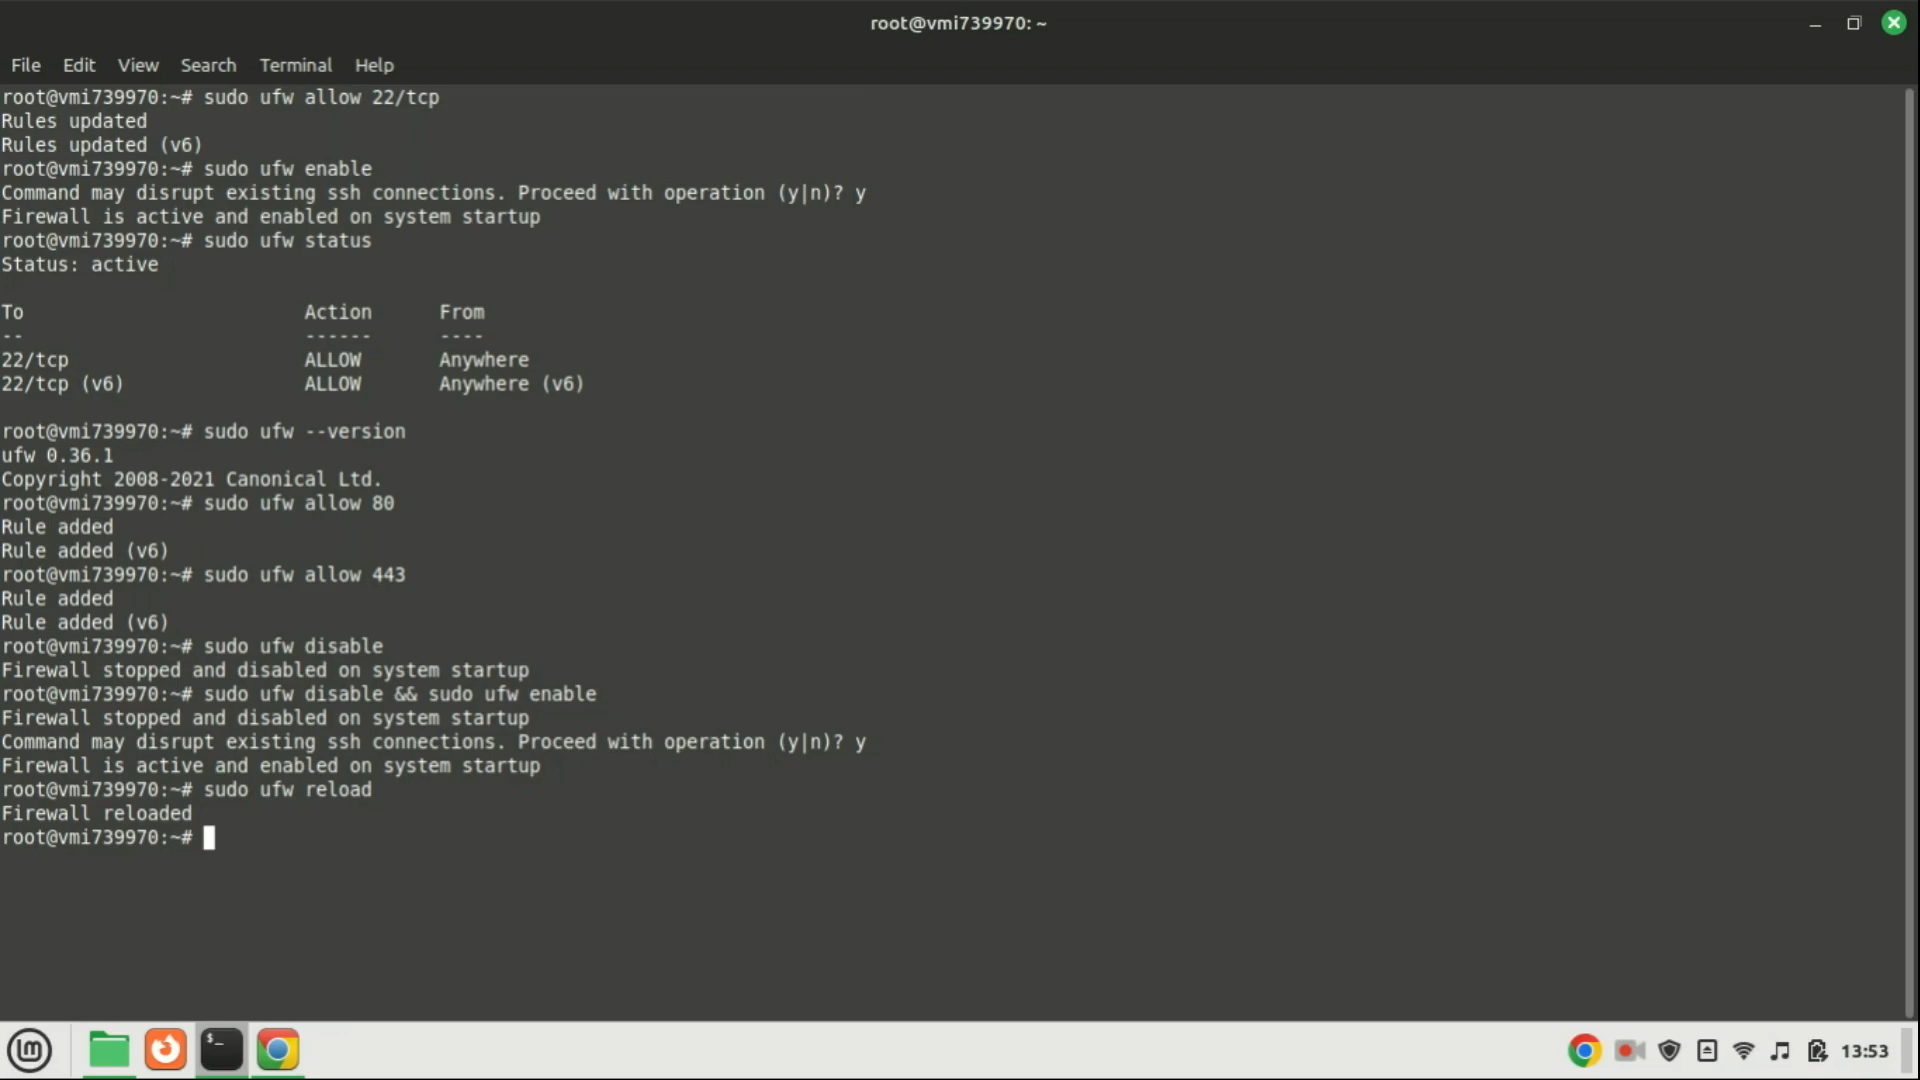 root@vmi739970: ~
File Edit View Search Terminal Help
root@vmi739970:~# sudo ufw allow 22/tcp
Rules updated
Rules updated (v6)
root@vmi739970:~# sudo ufw enable
Command may disrupt existing ssh connections. Proceed with operation (y|n)? y
Firewall is active and enabled on system startup
root@vmi739970:~# sudo ufw status
Status: active
To Action From
-- ------ ----
22/tcp ALLOW Anywhere
22/tcp (v6) ALLOW Anywhere (v6)
root@vmi739970:~# sudo ufw --version
ufw 0.36.1
Copyright 2008-2021 Canonical Ltd.
root@vmi739970:~# sudo ufw allow 80
Rule added
Rule added (v6)
root@vmi739970:~# sudo ufw allow 443
Rule added
Rule added (v6)
root@vmi739970:~# sudo ufw disable
Firewall stopped and disabled on system startup
root@vmi739970:~# sudo ufw disable && sudo ufw enable
Firewall stopped and disabled on system startup
Command may disrupt existing ssh connections. Proceed with operation (y|n)? y
Firewall is active and enabled on system startup
root@vmi739970:~# sudo ufw reload
Firewall reloaded
root@vmi739970:~#
lm $_ 13:53